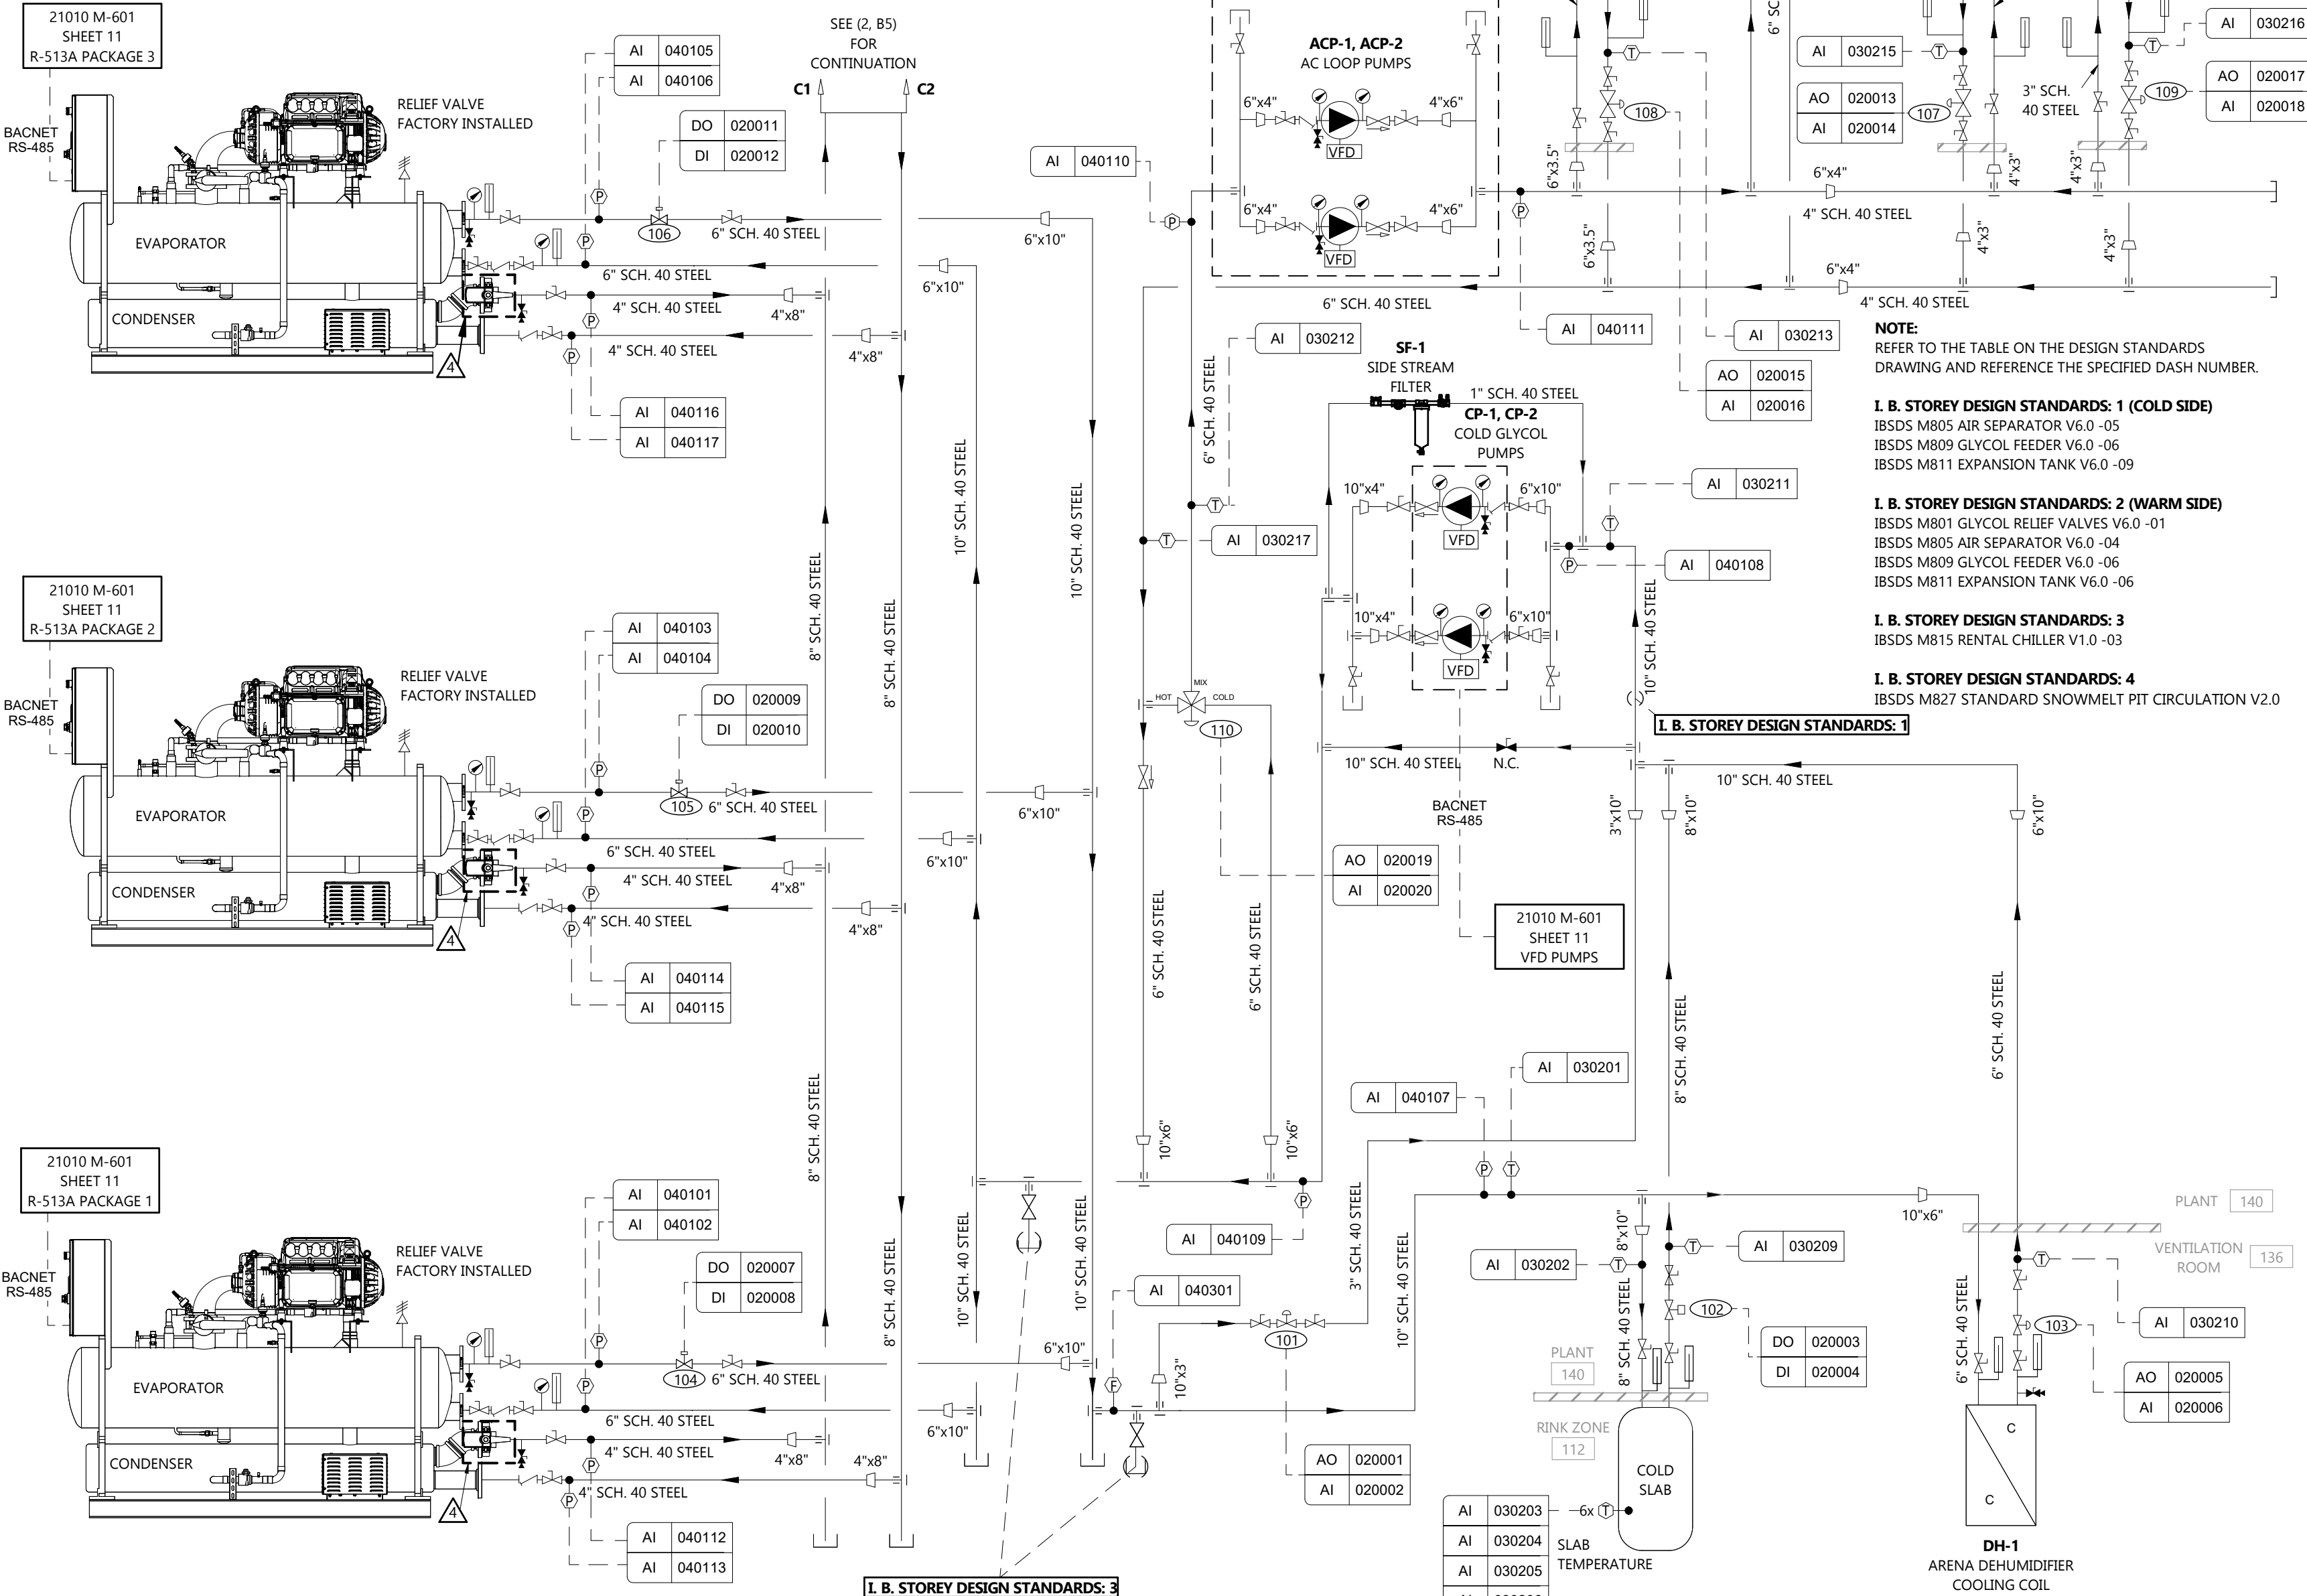 21010 M-601
SHEET 11
R-513A PACKAGE 3
BACNET
RS-485
RELIEF VALVE
FACTORY INSTALLED
EVAPORATOR
CONDENSER
4
AI 040105
AI 040106
DO 020011
DI 020012
P
P
106
6" SCH. 40 STEEL
6" SCH. 40 STEEL
4" SCH. 40 STEEL
4" SCH. 40 STEEL
P
P
4"x8"
4"x8"
6"x10"
6"x10"
AI 040116
AI 040117
SEE (2, B5)
FOR
CONTINUATION
C1
C2
21010 M-601
SHEET 11
R-513A PACKAGE 2
BACNET
RS-485
RELIEF VALVE
FACTORY INSTALLED
EVAPORATOR
CONDENSER
4
AI 040103
AI 040104
DO 020009
DI 020010
P
P
105
6" SCH. 40 STEEL
6" SCH. 40 STEEL
4" SCH. 40 STEEL
4" SCH. 40 STEEL
P
P
4"x8"
4"x8"
6"x10"
6"x10"
AI 040114
AI 040115
8" SCH. 40 STEEL
8" SCH. 40 STEEL
10" SCH. 40 STEEL
10" SCH. 40 STEEL
21010 M-601
SHEET 11
R-513A PACKAGE 1
BACNET
RS-485
RELIEF VALVE
FACTORY INSTALLED
EVAPORATOR
CONDENSER
4
AI 040101
AI 040102
DO 020007
DI 020008
P
P
104
6" SCH. 40 STEEL
6" SCH. 40 STEEL
4" SCH. 40 STEEL
4" SCH. 40 STEEL
P
P
4"x8"
4"x8"
6"x10"
6"x10"
AI 040112
AI 040113
8" SCH. 40 STEEL
8" SCH. 40 STEEL
10" SCH. 40 STEEL
10" SCH. 40 STEEL
I. B. STOREY DESIGN STANDARDS: 3
ACP-1, ACP-2
AC LOOP PUMPS
6"x4"
4"x6"
VFD
6"x4"
4"x6"
VFD
AI 040110
P
P
AI 040111
6" SCH. 40 STEEL
6" SC
6"x3.5"
6"x3.5"
T
108
AI 030213
AO 020015
AI 020016
AI 030215
T
AO 020013
AI 020014
107
3" SCH.
40 STEEL
T
109
AI 030216
AO 020017
AI 020018
6"x4"
4" SCH. 40 STEEL
4"x3"
4"x3"
4"x3"
4"x3"
6"x4"
4" SCH. 40 STEEL
AI 030212
T
6" SCH. 40 STEEL
T
AI 030217
SF-1
SIDE STREAM
FILTER
1" SCH. 40 STEEL
CP-1, CP-2
COLD GLYCOL
PUMPS
10"x4"
6"x10"
VFD
10"x4"
6"x10"
VFD
AI 030211
T
P
AI 040108
10" SCH. 40 STEEL
I. B. STOREY DESIGN STANDARDS: 1
MIX
HOT
COLD
110
AO 020019
AI 020020
10" SCH. 40 STEEL
N.C.
BACNET
RS-485
21010 M-601
SHEET 11
VFD PUMPS
10" SCH. 40 STEEL
3"x10"
8"x10"
6"x10"
6" SCH. 40 STEEL
6" SCH. 40 STEEL
8" SCH. 40 STEEL
6" SCH. 40 STEEL
10"x6"
10"x6"
NOTE:
REFER TO THE TABLE ON THE DESIGN STANDARDS
DRAWING AND REFERENCE THE SPECIFIED DASH NUMBER.
I. B. STOREY DESIGN STANDARDS: 1 (COLD SIDE)
IBSDS M805 AIR SEPARATOR V6.0 -05
IBSDS M809 GLYCOL FEEDER V6.0 -06
IBSDS M811 EXPANSION TANK V6.0 -09
I. B. STOREY DESIGN STANDARDS: 2 (WARM SIDE)
IBSDS M801 GLYCOL RELIEF VALVES V6.0 -01
IBSDS M805 AIR SEPARATOR V6.0 -04
IBSDS M809 GLYCOL FEEDER V6.0 -06
IBSDS M811 EXPANSION TANK V6.0 -06
I. B. STOREY DESIGN STANDARDS: 3
IBSDS M815 RENTAL CHILLER V1.0 -03
I. B. STOREY DESIGN STANDARDS: 4
IBSDS M827 STANDARD SNOWMELT PIT CIRCULATION V2.0
AI 040107
AI 030201
P
T
P
AI 040109
3" SCH. 40 STEEL
10" SCH. 40 STEEL
AI 040301
F
10"x3"
101
AO 020001
AI 020002
8"x10"
AI 030202
T
8" SCH. 40 STEEL
T
AI 030209
102
DO 020003
DI 020004
PLANT
140
RINK ZONE
112
COLD
SLAB
AI 030203
6x T
AI 030204
AI 030205
SLAB
TEMPERATURE
10"x6"
PLANT 140
VENTILATION
ROOM 136
T
6" SCH. 40 STEEL
103
AI 030210
AO 020005
AI 020006
C
C
DH-1
ARENA DEHUMIDIFIER
COOLING COIL